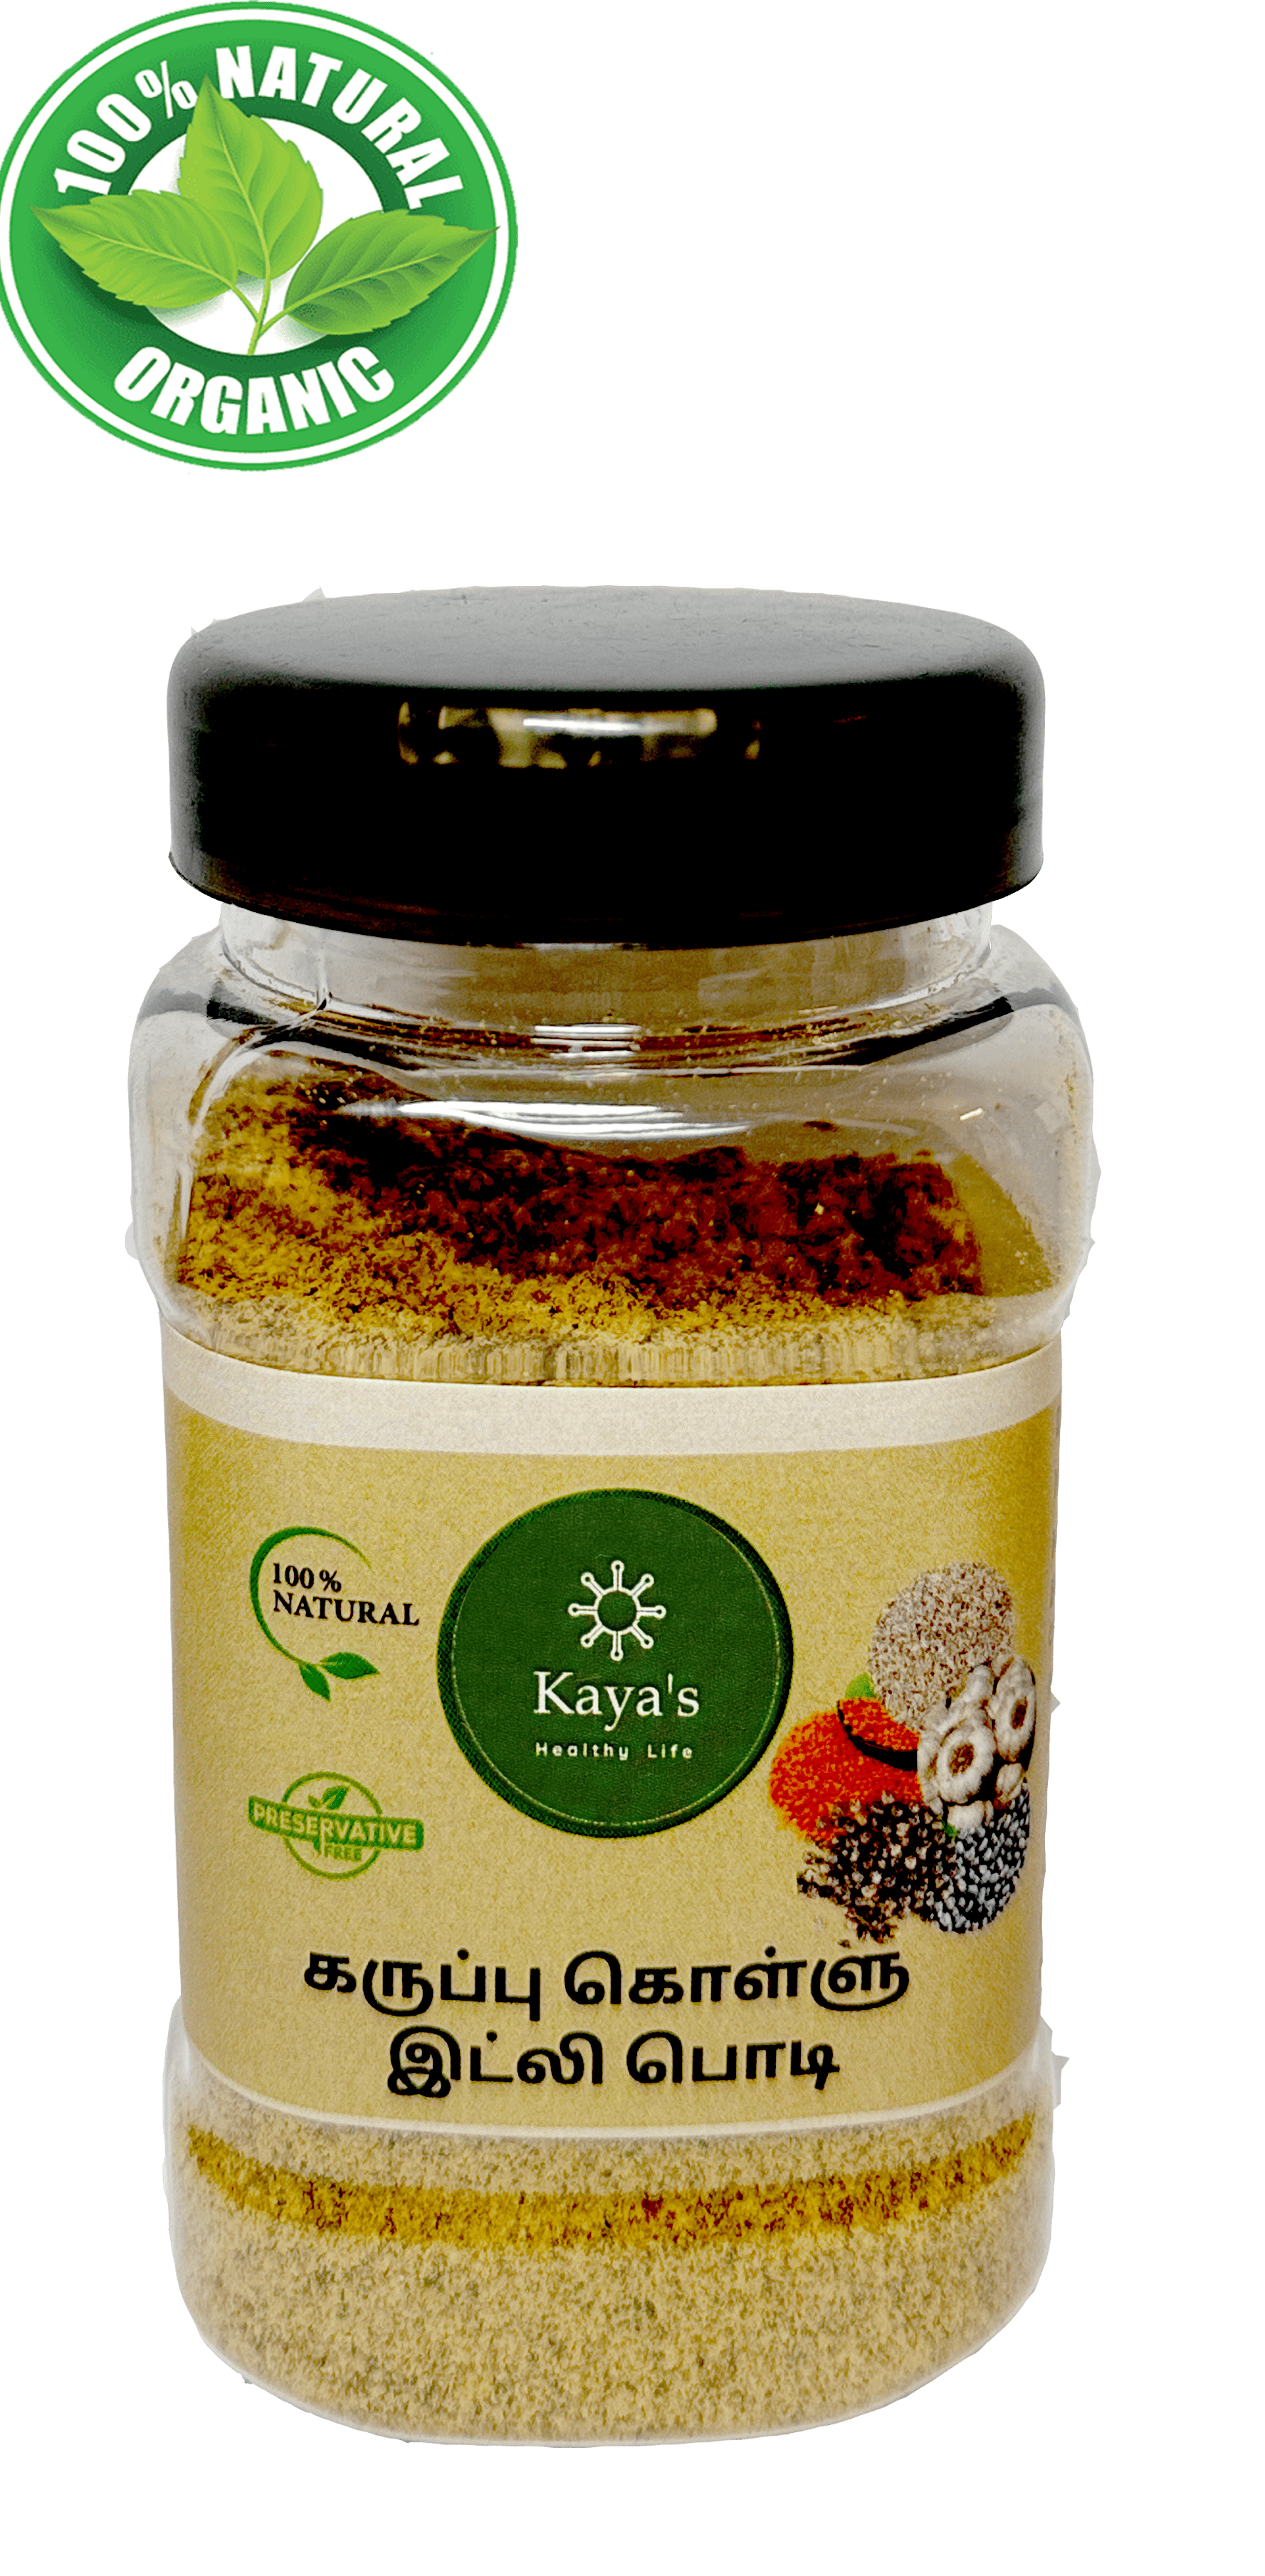 100% NATURAL
ORGANIC
100%
NATURAL
Kaya's
Healthy Life
PRESERVATIVE
FREE
கருப்பு கொள்ளு
இட்லி பொடி